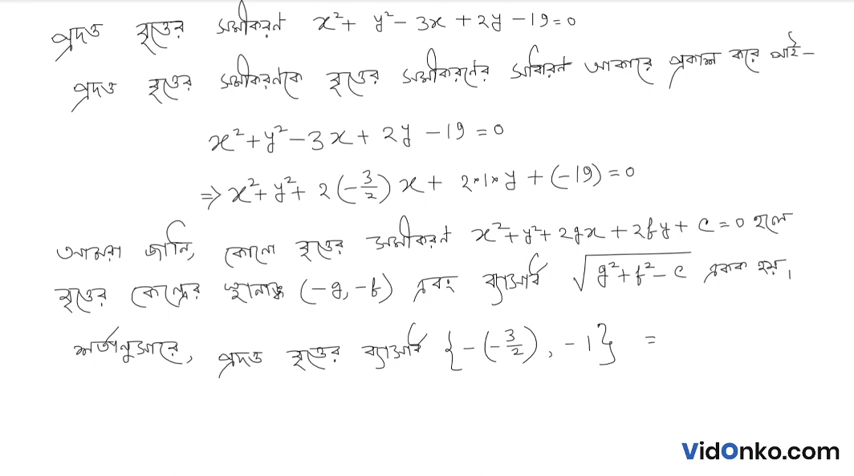 প্রদত্ত বৃত্তের সমীকরণ x² + y² - 3x + 2y - 19 = 0
প্রদত্ত বৃত্তের সমীকরণকে বৃত্তের সমীকরণের সাধারণ আকারে প্রকাশ করে পাই-
x² + y² - 3x + 2y - 19 = 0
⇒ x² + y² + 2(-3/2)x + 2·1·y + (-19) = 0
আমরা জানি, কোনো বৃত্তের সমীকরণ x² + y² + 2gx + 2fy + c = 0 হলে
বৃত্তের কেন্দ্রের স্থানাঙ্ক (-g, -f) এবং ব্যাসার্ধ √(g² + f² - c) একক হয়।
শর্তানুসারে, প্রদত্ত বৃত্তের ব্যাসার্ধ {-(-3/2), -1} =
VidOnko.com